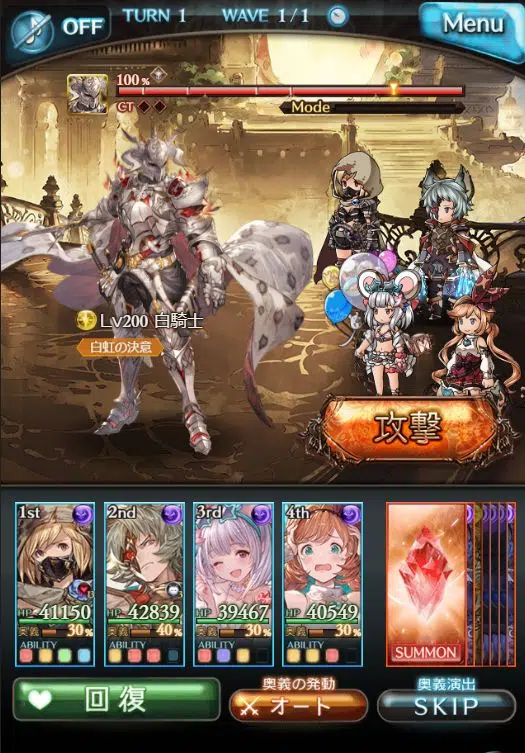 OFF
TURN 1
WAVE 1/1
Menu
100%
CT
Mode
Lv200 白騎士
白虹の決意
攻撃
1st
2nd
3rd
4th
HP 41150
HP 42839
HP 39467
HP 40549
奥義 30%
奥義 40%
奥義 30%
奥義 30%
ABILITY
ABILITY
ABILITY
ABILITY
SUMMON
回復
奥義の発動
オート
奥義演出
SKIP